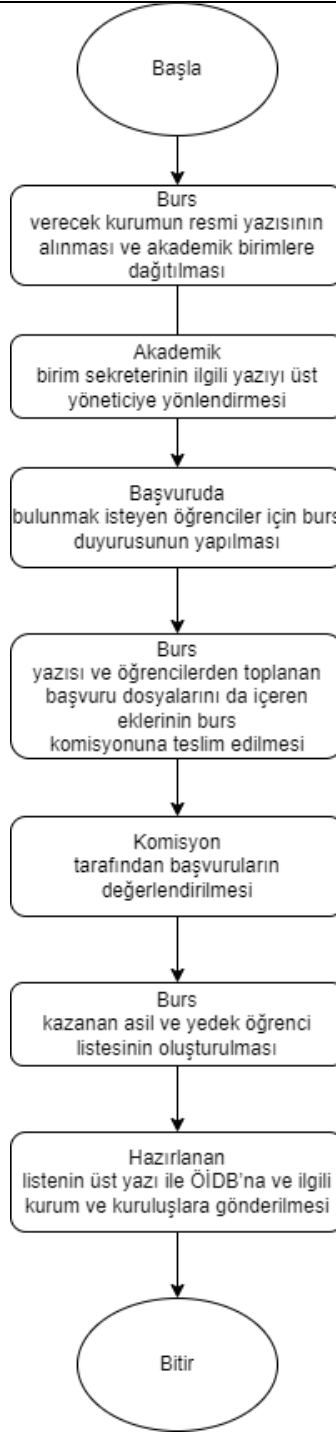 Başla
Burs
verecek kurumun resmi yazısının
alınması ve akademik birimlere
dağıtılması
Akademik
birim sekreterinin ilgili yazıyı üst
yöneticiye yönlendirmesi
Başvuruda
bulunmak isteyen öğrenciler için burs
duyurusunun yapılması
Burs
yazısı ve öğrencilerden toplanan
başvuru dosyalarını da içeren
eklerinin burs
komisyonuna teslim edilmesi
Komisyon
tarafından başvuruların
değerlendirilmesi
Burs
kazanan asil ve yedek öğrenci
listesinin oluşturulması
Hazırlanan
listenin üst yazı ile ÖİDB'na ve ilgili
kurum ve kuruluşlara gönderilmesi
Bitir